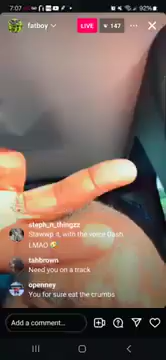 7:07
92%
fatboy
LIVE
147
steph_n_thingzz
!Stewwp it, with the verse Dash
LMAO
tahbrown
Need you on a track
openney
You for sure eat the crumbs
Add a comment...